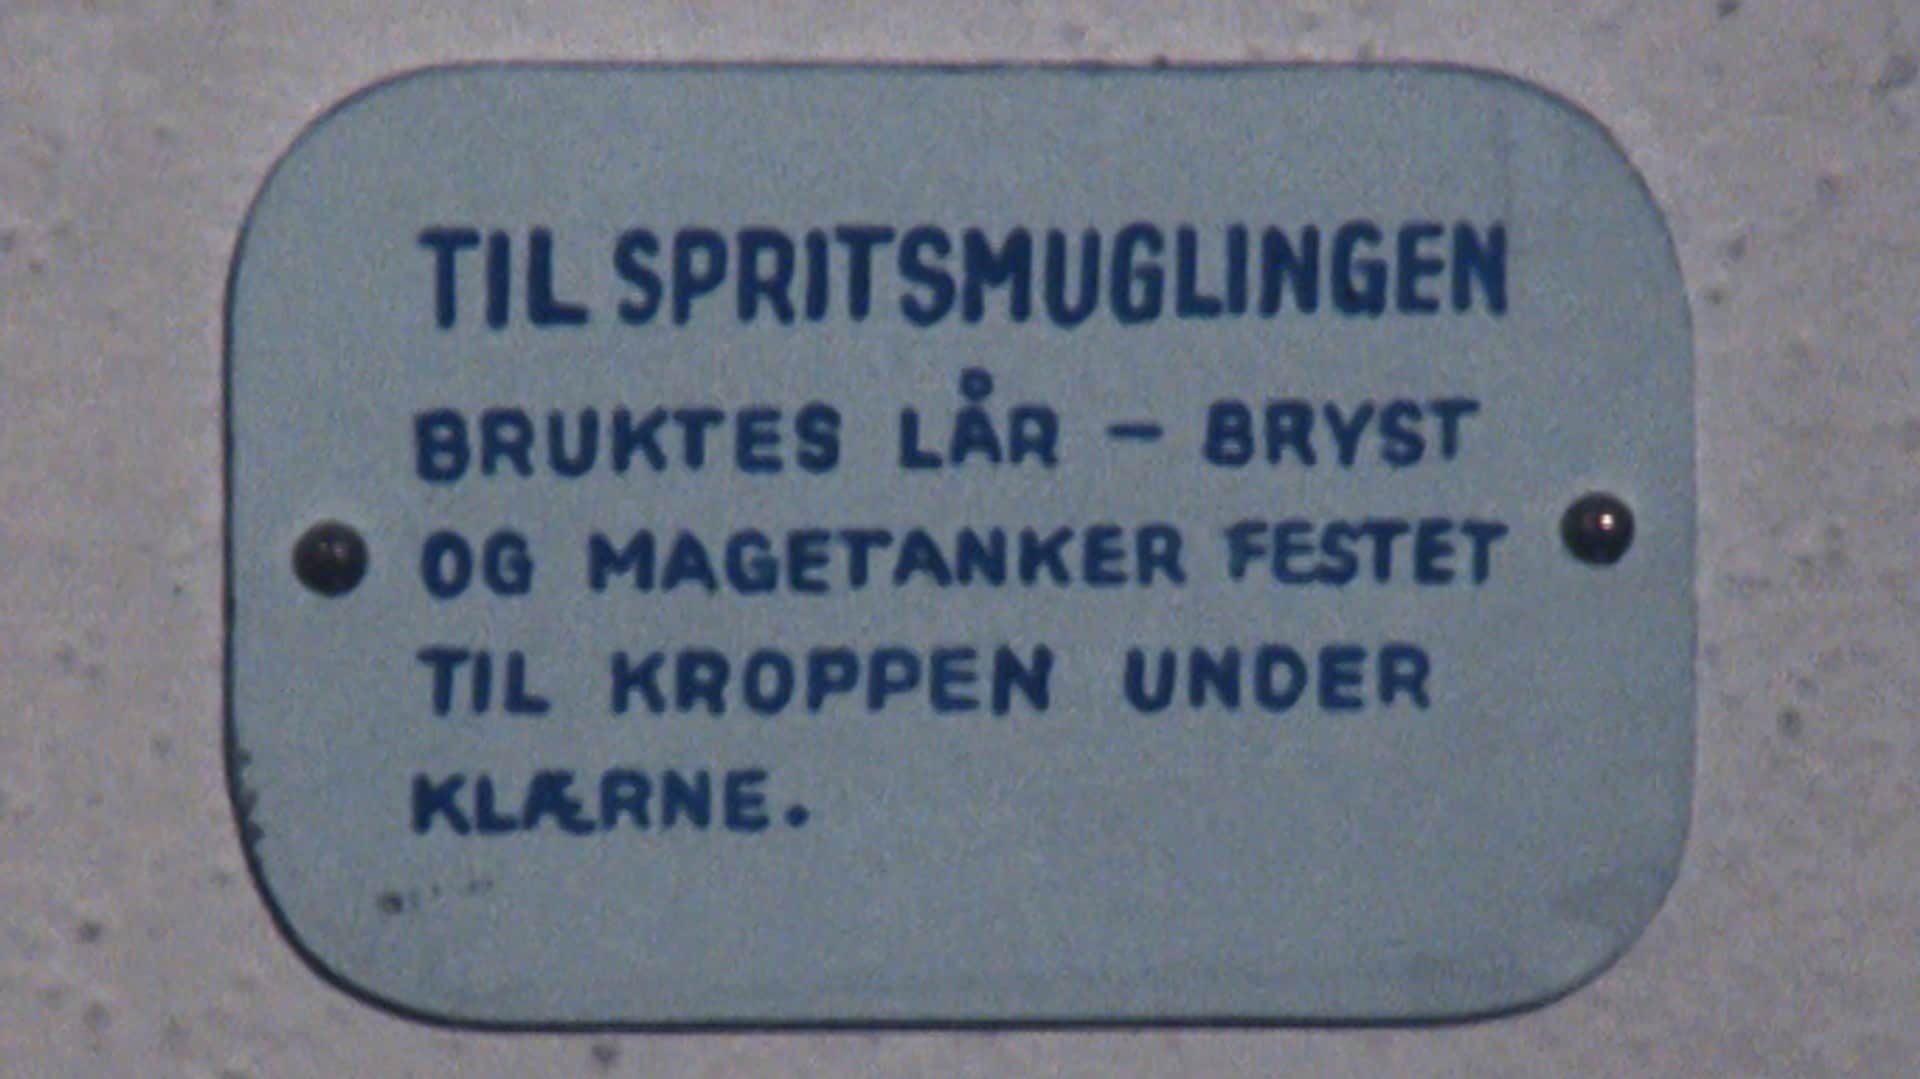 TIL SPRITSMUGLINGEN
BRUKTES LÅR - BRYST
OG MAGETANKER FESTET
TIL KROPPEN UNDER
KLÆRNE.